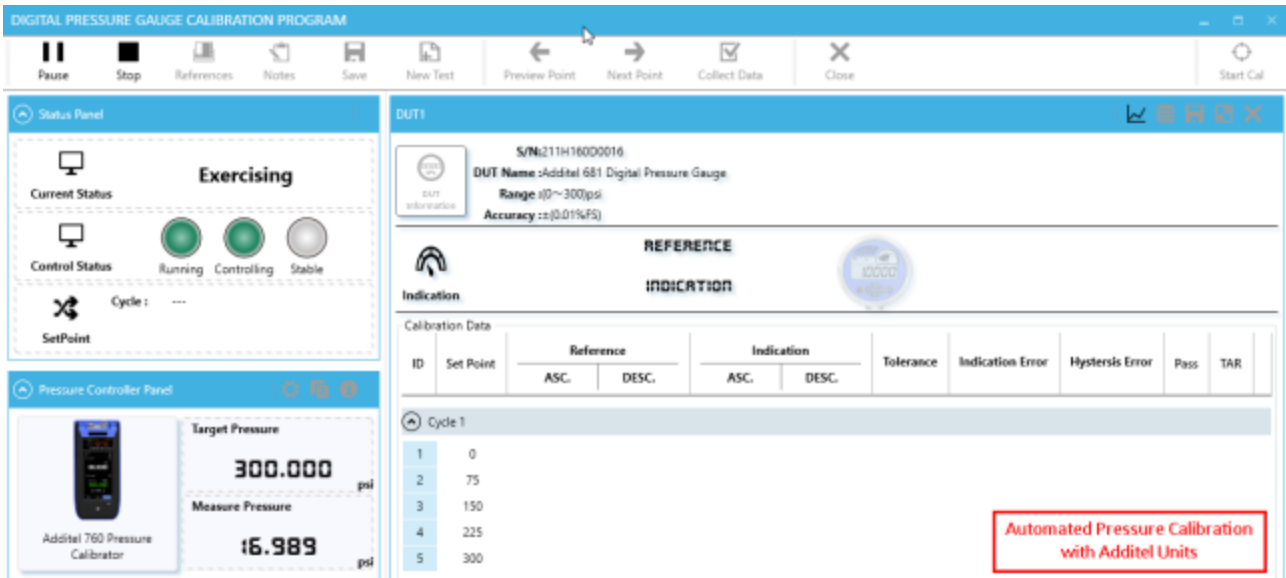 DIGITAL PRESSURE GAUGE CALIBRATION PROGRAM
Pause
Stop
References
Notes
Save
New Test
Preview Point
Next Point
Collect Data
Close
Start Cal
Status Panel
Current Status
Exercising
Control Status
Running
Controlling
Stable
SetPoint
Cycle : ---
Pressure Controller Panel
Additel 760 Pressure
Calibrator
Target Pressure
300.000 psi
Measure Pressure
16.989 psi
DUT1
DUT
Information
S/N:211H160D0016
DUT Name :Additel 681 Digital Pressure Gauge
Range :(0~300)psi
Accuracy :±(0.01%FS)
Indication
REFERENCE
INDICATION
10000
Calibration Data
ID Set Point Reference Indication Tolerance Indication Error Hystersis Error Pass TAR
ASC. DESC. ASC. DESC.
Cycle 1
1 0
2 75
3 150
4 225
5 300
Automated Pressure Calibration
with Additel Units